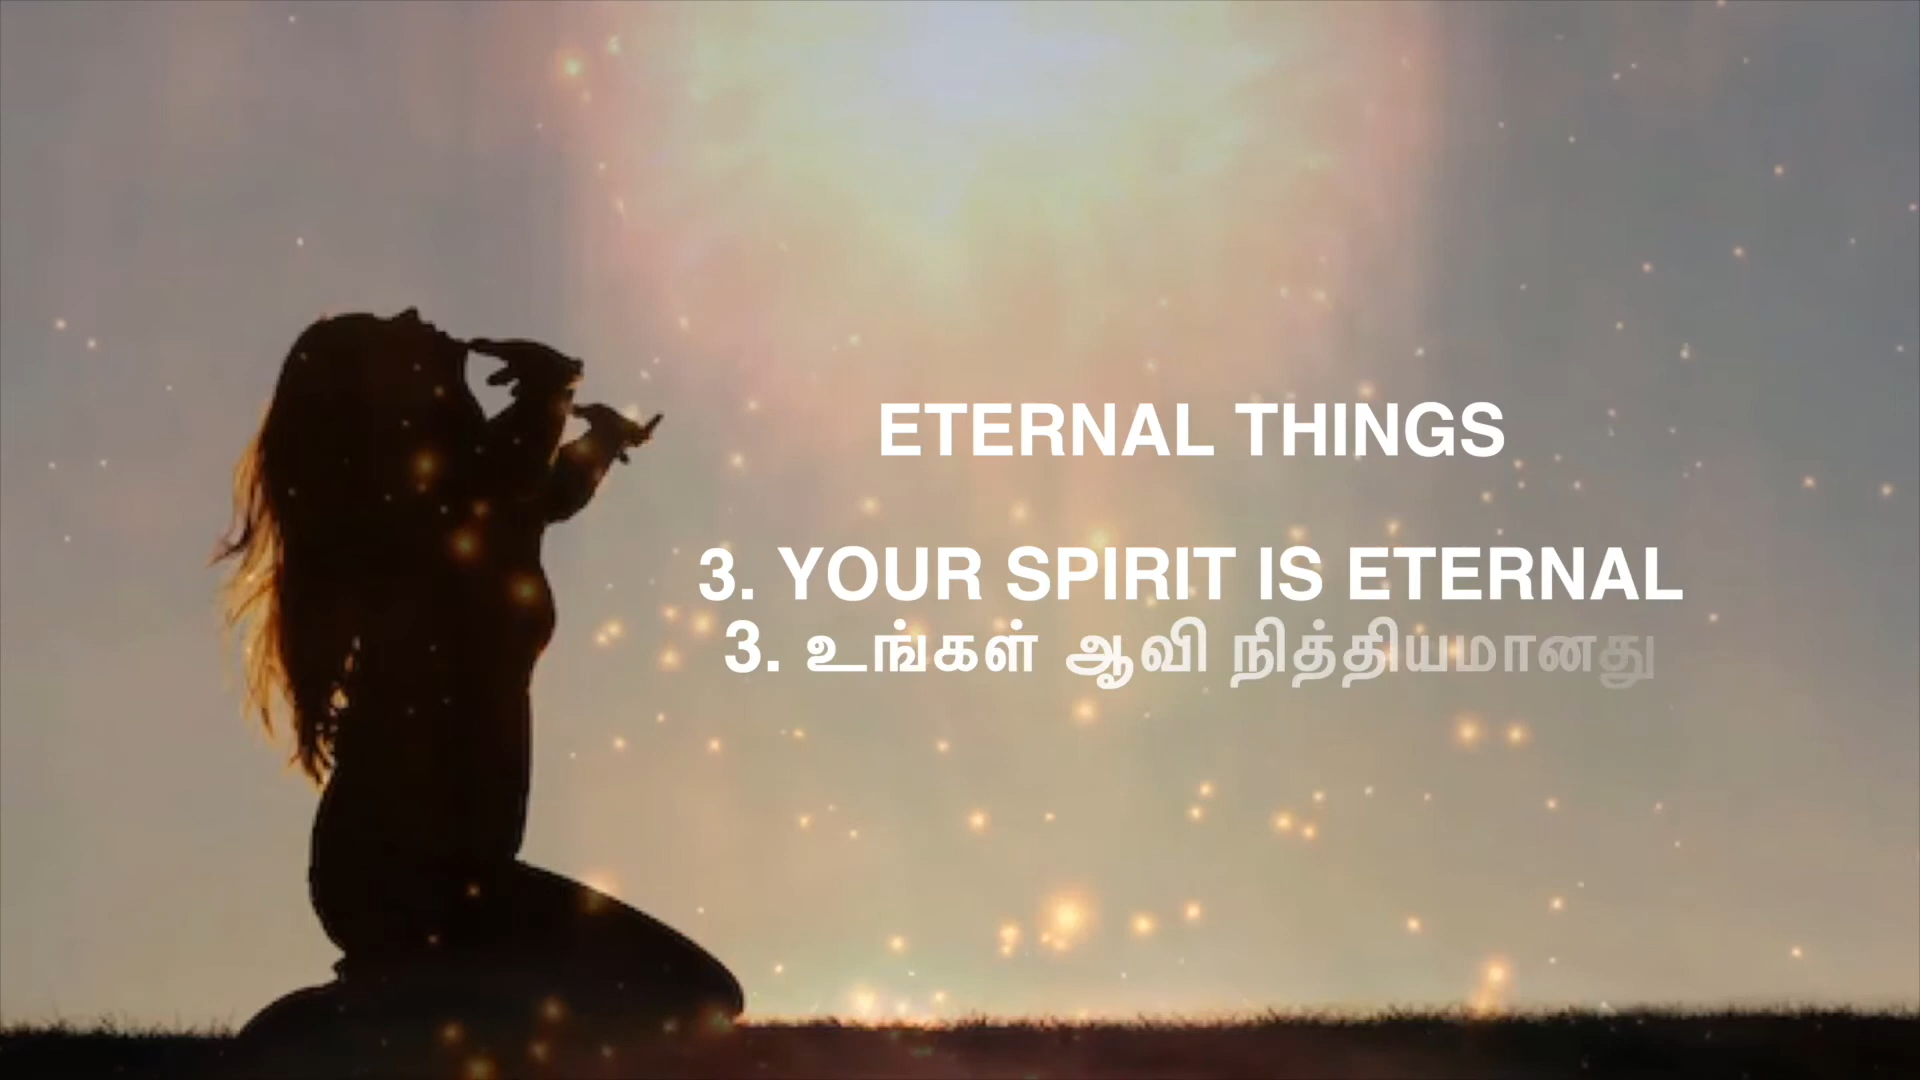 ETERNAL THINGS
3. YOUR SPIRIT IS ETERNAL
3. உங்கள் ஆவி நித்தியமானது